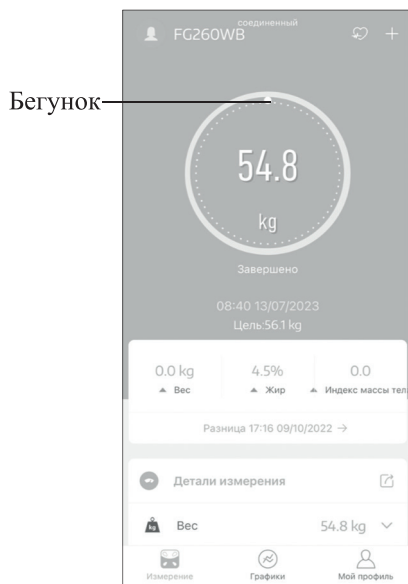 соединенный
FG260WB
Бегунок
54.8
kg
Завершено
08:40 13/07/2023
Цель:56.1 kg
0.0 kg 4.5% 0.0
Вес Жир Индекс массы тел
Разница 17:16 09/10/2022 →
Детали измерения
kg Вес 54.8 kg
Измерение Графики Мой профиль